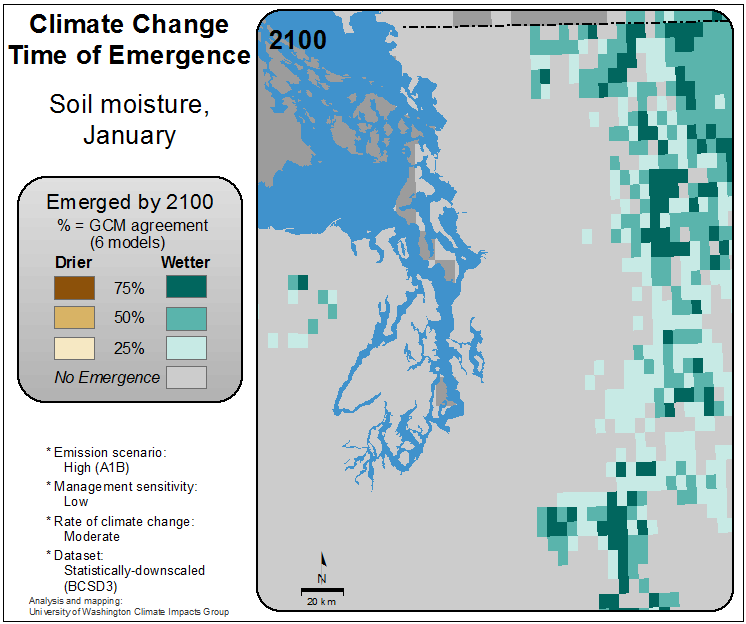 Climate Change
Time of Emergence
Soil moisture,
January
Emerged by 2100
% = GCM agreement
(6 models)
Drier Wetter
75%
50%
25%
No Emergence
* Emission scenario:
High (A1B)
* Management sensitivity:
Low
* Rate of climate change:
Moderate
* Dataset:
Statistically-downscaled
(BCSD3)
Analysis and mapping:
University of Washington Climate Impacts Group
2100
N
20 km